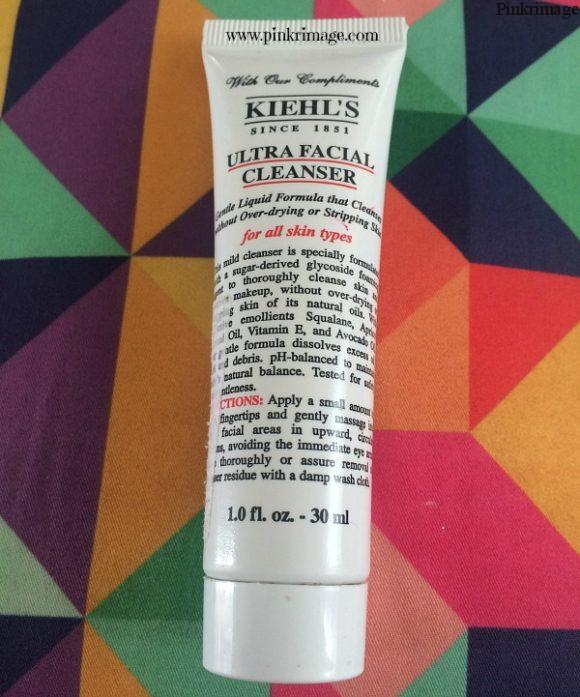 Pinkrimage
www.pinkrimage.com
With Our Compliments
KIEHL'S
SINCE 1851
ULTRA FACIAL
CLEANSER
Gentle Liquid Formula that
without Over-drying or Stripping
for all skin types
mild cleanser is specially
a sugar-derived glycoside
to thoroughly cleanse skin
makeup, without over-drying
skin of its natural oils.
emollients Squalane,
Oil, Vitamin E, and Avocado
formula dissolves excess
debris. pH-balanced to
natural balance. Tested for
Apply a small amount
fingertips and gently massage
facial areas in upward,
avoiding the immediate eye
thoroughly or assure removal
residue with a damp wash cloth.
1.0 fl. oz. - 30 ml